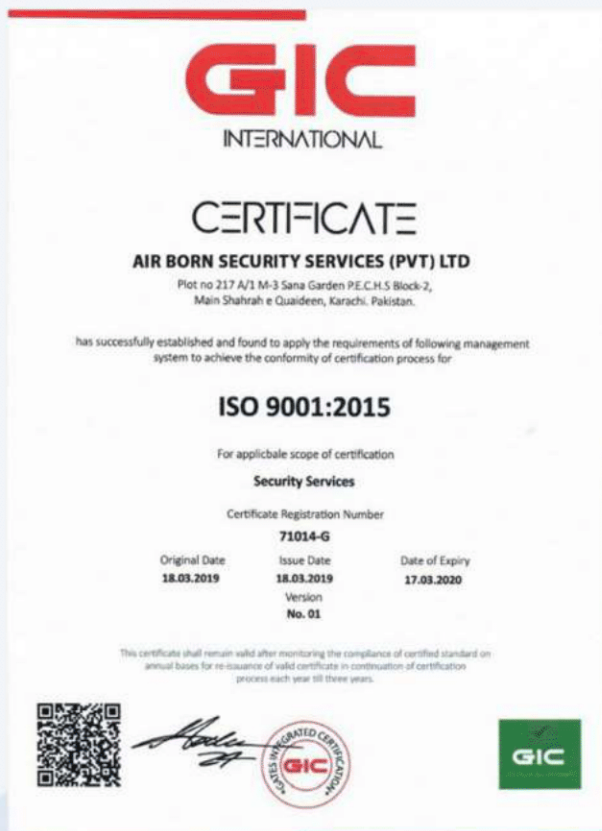 GIC
INTERNATIONAL
CERTIFICATE
AIR BORN SECURITY SERVICES (PVT) LTD
Plot no 217 A/1 M-3 Sana Garden P.E.C.H.S Block-2,
Main Shahrah e Quaideen, Karachi. Pakistan.
has successfully established and found to apply the requirements of following management
system to achieve the conformity of certification process for
ISO 9001:2015
For applicbale scope of certification
Security Services
Certificate Registration Number
71014-G
Original Date Issue Date Date of Expiry
18.03.2019 18.03.2019 17.03.2020
Version
No. 01
This certificate shall remain valid after monitoring the compliance of certified standard on
annual bases for re-issuance of valid certificate in continuation of certification
process each year till three years.
GATES INTEGRATED CERTIFICATION
GIC
GIC